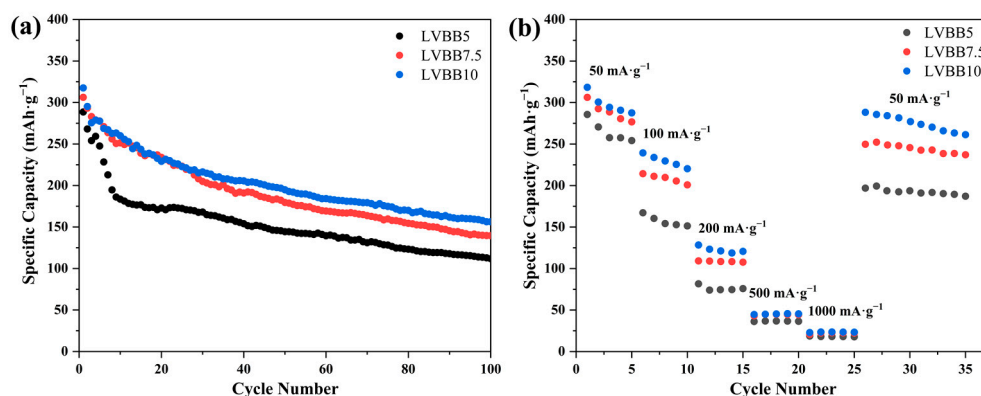 (a)
400
350
300
250
200
150
100
50
0
Specific Capacity (mAh·g⁻¹)
LVBB5
LVBB7.5
LVBB10
0 20 40 60 80 100
Cycle Number
(b)
400
350
300
250
200
150
100
50
0
Specific Capacity (mAh·g⁻¹)
LVBB5
LVBB7.5
LVBB10
50 mA·g⁻¹
100 mA·g⁻¹
200 mA·g⁻¹
500 mA·g⁻¹
1000 mA·g⁻¹
50 mA·g⁻¹
0 5 10 15 20 25 30 35
Cycle Number